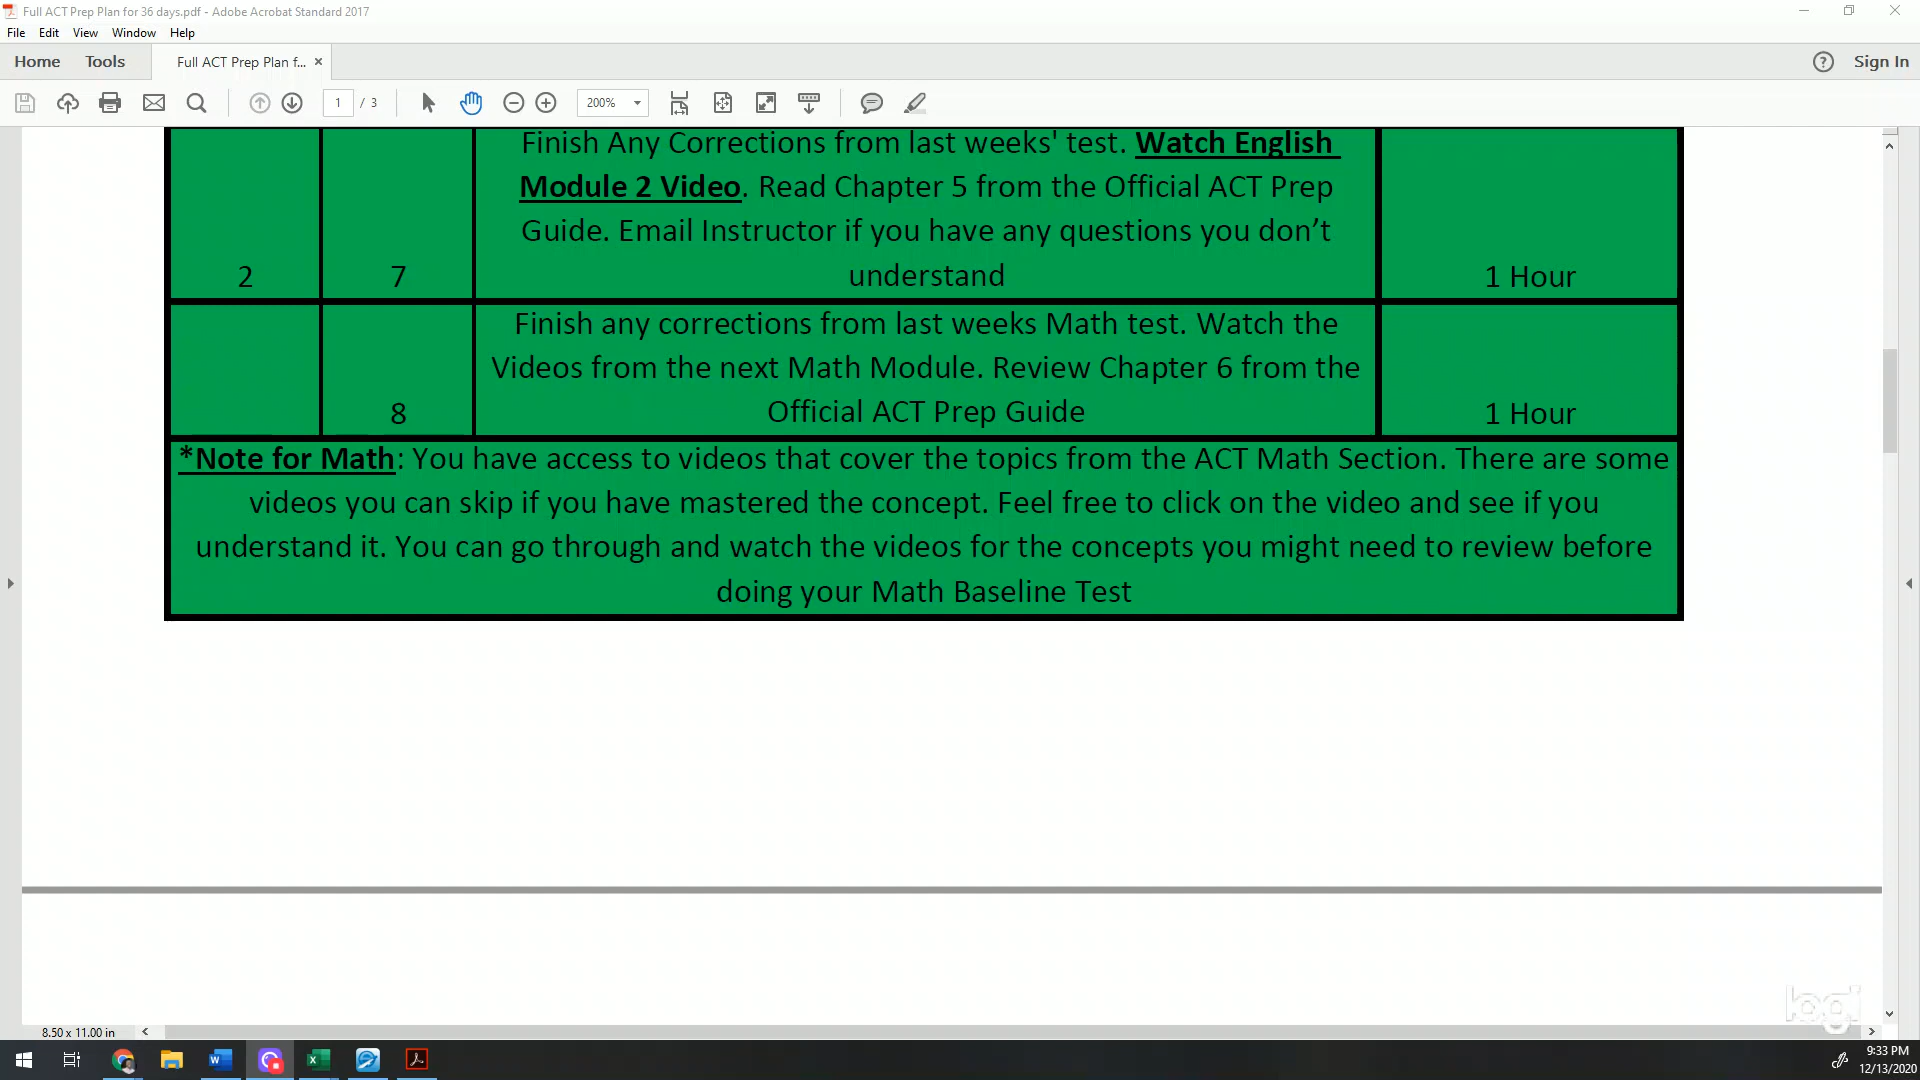 Full ACT Prep Plan for 36 days.pdf - Adobe Acrobat Standard 2017
File Edit View Window Help
Home Tools Full ACT Prep Plan f... Sign In
1 / 3 200%
Finish Any Corrections from last weeks' test. Watch English
Module 2 Video. Read Chapter 5 from the Official ACT Prep
Guide. Email Instructor if you have any questions you don’t
understand
2 7 1 Hour
Finish any corrections from last weeks Math test. Watch the
Videos from the next Math Module. Review Chapter 6 from the
Official ACT Prep Guide
8 1 Hour
*Note for Math: You have access to videos that cover the topics from the ACT Math Section. There are some
videos you can skip if you have mastered the concept. Feel free to click on the video and see if you
understand it. You can go through and watch the videos for the concepts you might need to review before
doing your Math Baseline Test
logi
8.50 x 11.00 in
9:33 PM
12/13/2020